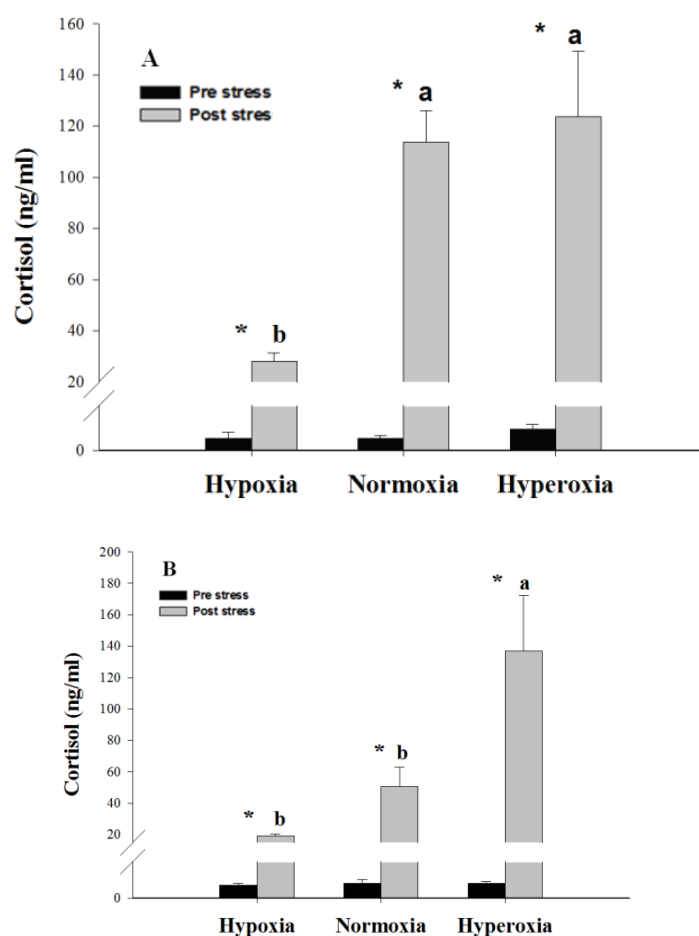 160
A
* a
* a
Pre stress
Post stres
140
120
100
80
60
40
20
0
* b
Cortisol (ng/ml)
Hypoxia Normoxia Hyperoxia
200
B
* a
Pre stress
Post stress
180
160
140
120
100
80
60
40
20
0
* b
* b
Cortisol (ng/ml)
Hypoxia Normoxia Hyperoxia